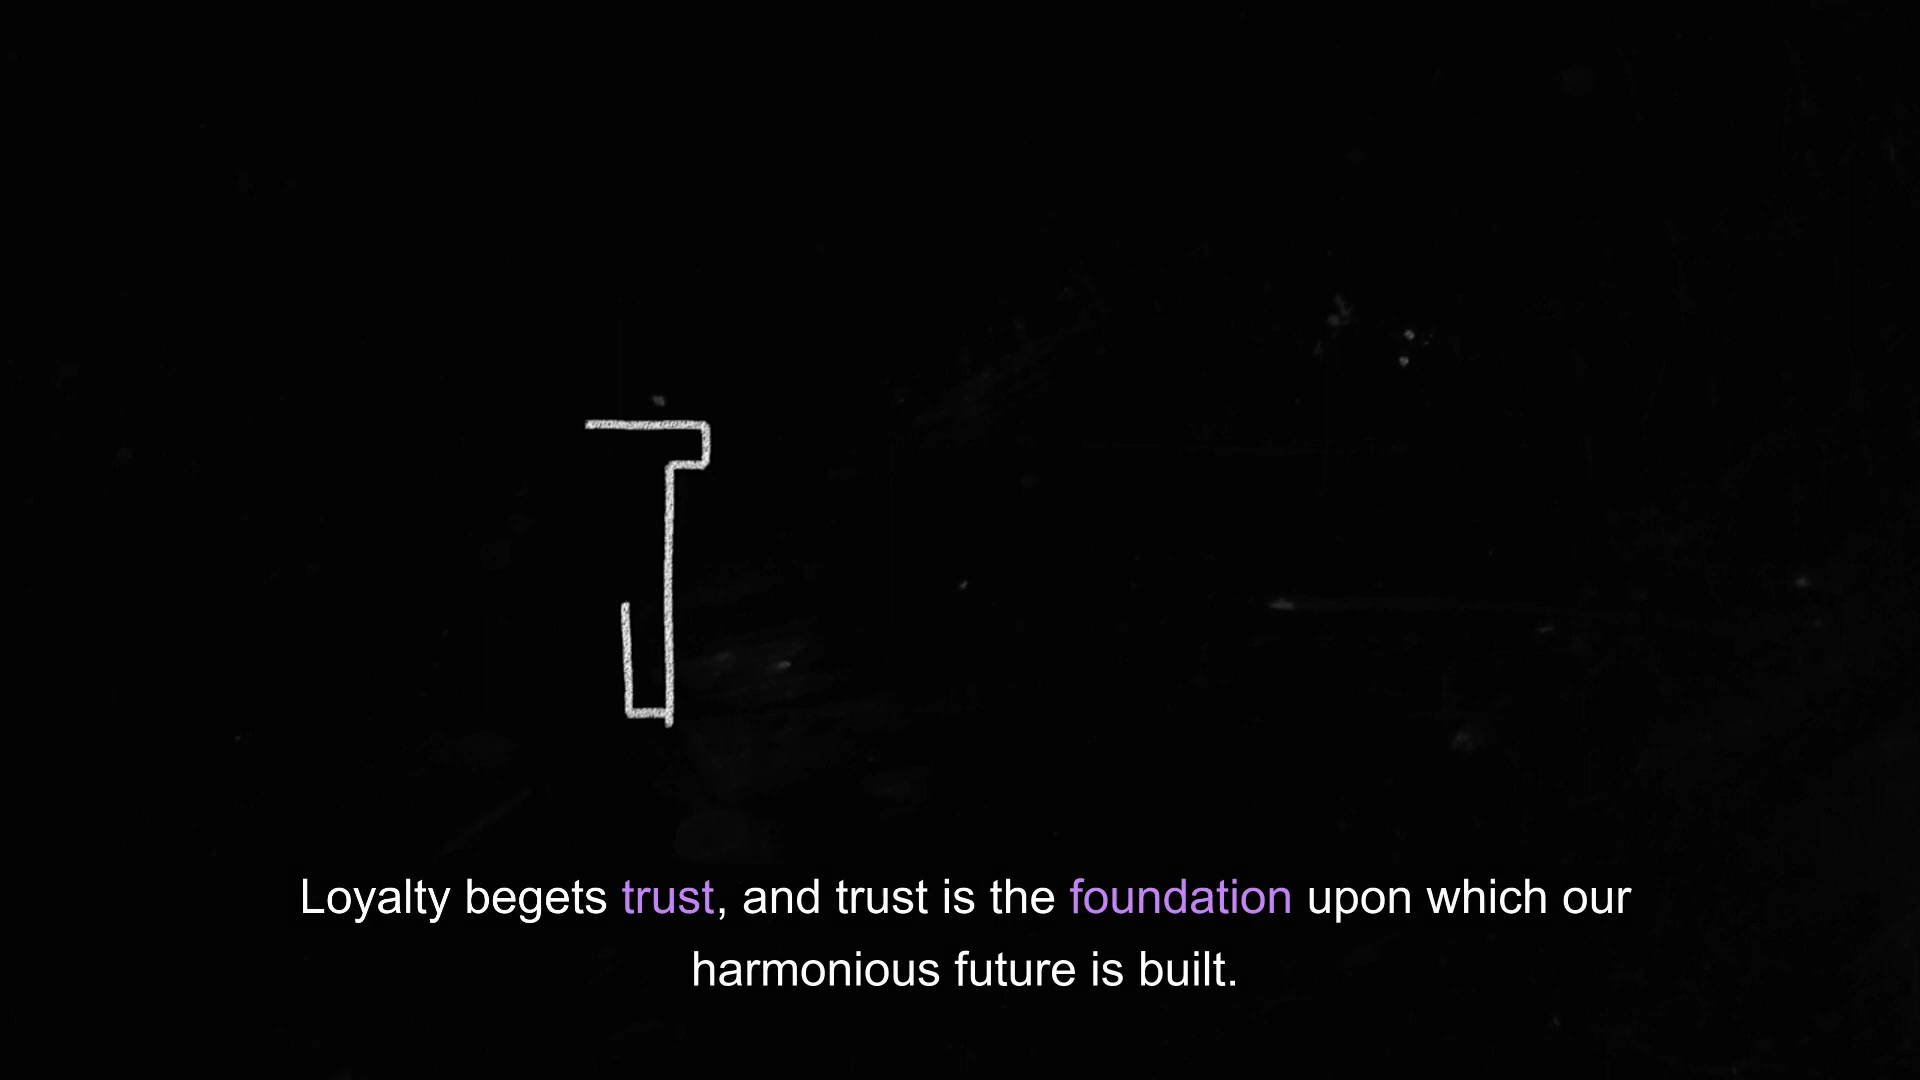 Loyalty begets trust, and trust is the foundation upon which our
harmonious future is built.